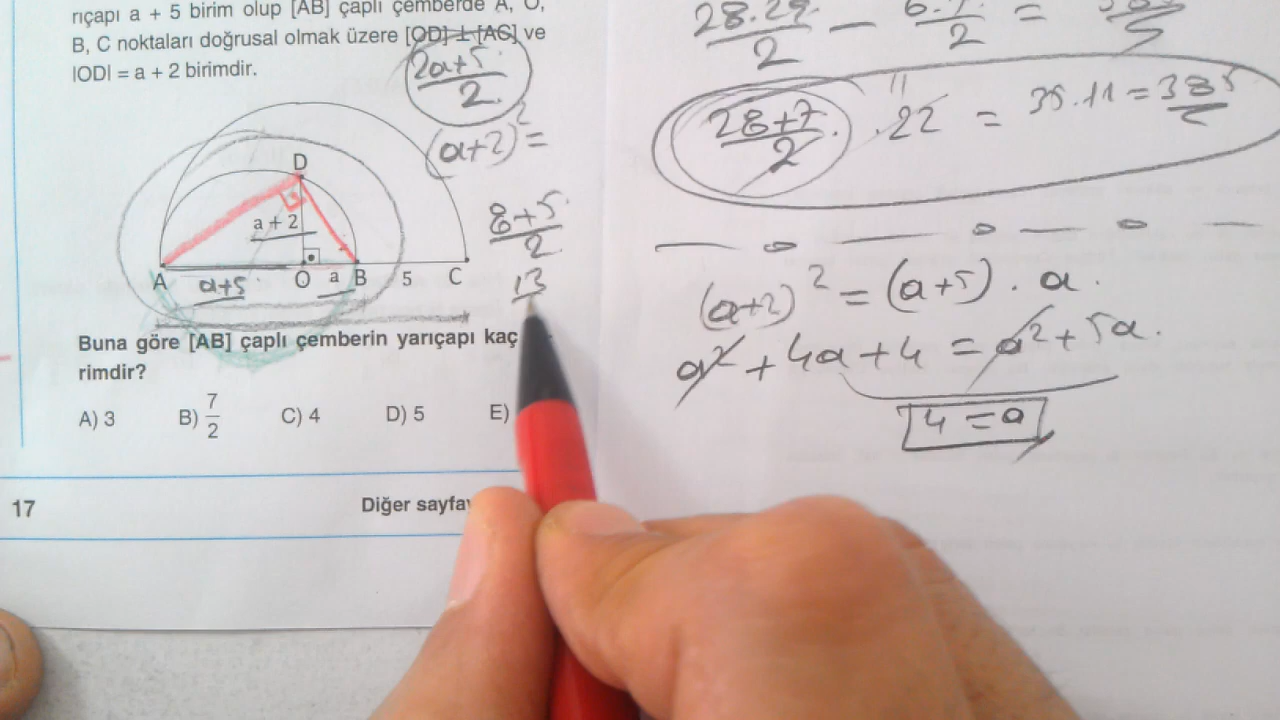 rıçapı a + 5 birim olup [AB] çaplı çemberde A, O,
B, C noktaları doğrusal olmak üzere [OD] ⊥ [AC] ve
|OD| = a + 2 birimdir.
2a+5
2
(a+2)² =
D
a + 2
A a+5 O a B 5 C
8+5
2
13
Buna göre [AB] çaplı çemberin yarıçapı kaç
rimdir?
A) 3 B) 7/2 C) 4 D) 5 E)
17 Diğer sayfa
28.29/2 - /2 =
28+7/2 . 22 = 35.11 = 385
11
(a+2)² = (a+5) . a.
a² + 4a + 4 = a² + 5a.
4 = a